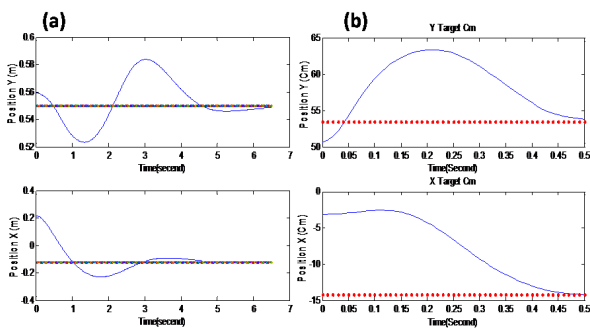 (a)
(b)
Y Target Cm
Position Y (m)
0.6
0.58
0.56
0.54
0.52
0 1 2 3 4 5 6 7
Time(second)
Position Y (Cm)
65
60
55
50
0 0.05 0.1 0.15 0.2 0.25 0.3 0.35 0.4 0.45 0.5
Time(Second)
Position X (m)
0.4
0.2
0
-0.2
-0.4
0 1 2 3 4 5 6 7
Time(second)
X Target Cm
Position X (Cm)
0
-5
-10
-15
0 0.05 0.1 0.15 0.2 0.25 0.3 0.35 0.4 0.45 0.5
Time(Second)